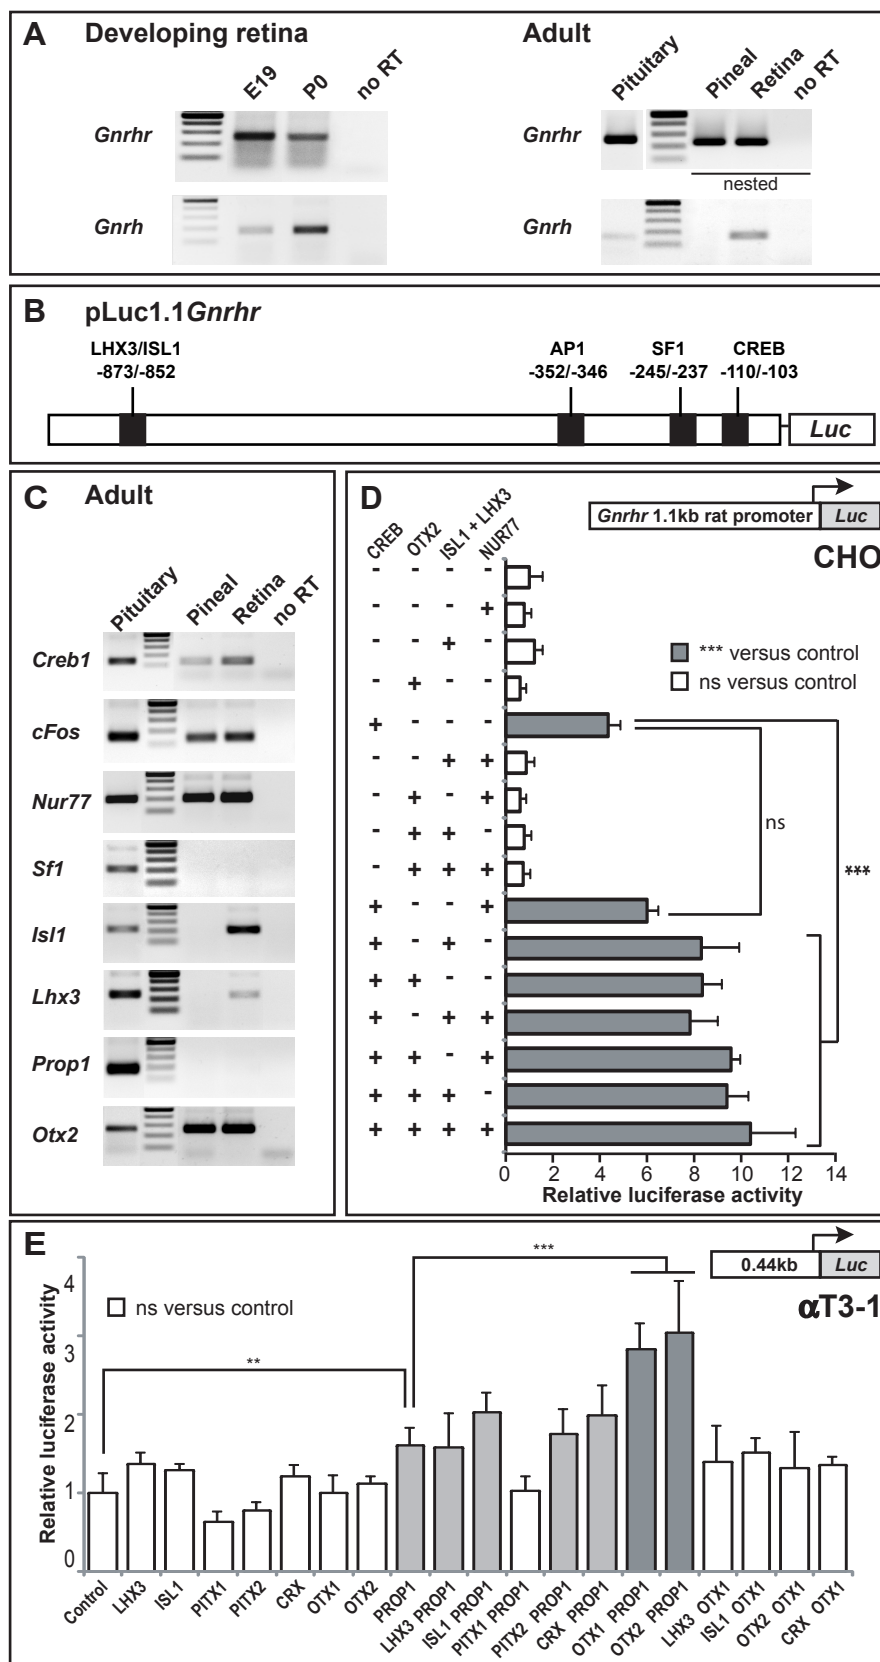 A Developing retina Adult
E19 P0 no RT Pituitary Pineal Retina no RT
Gnrhr Gnrhr
nested
Gnrh Gnrh
B pLuc1.1Gnrhr
LHX3/ISL1 AP1 SF1 CREB
-873/-852 -352/-346 -245/-237 -110/-103
Luc
C Adult
Pituitary Pineal Retina no RT
Creb1
cFos
Nur77
Sf1
Isl1
Lhx3
Prop1
Otx2
D
Gnrhr 1.1kb rat promoter Luc
CHO
CREB OTX2 ISL1 + LHX3 NUR77
- - - -
- - - +
- - + -
- + - -
+ - - -
- - + +
- + - +
- + + -
- + + +
+ - - +
+ - + -
+ + - -
+ - + +
+ + - +
+ + + -
+ + + +
*** versus control
ns versus control
ns
***
0 2 4 6 8 10 12 14
Relative luciferase activity
E
0.44kb Luc
αT3-1
ns versus control
**
***
Relative luciferase activity
4
3
2
1
0
Control LHX3 ISL1 PITX1 PITX2 CRX OTX1 OTX2 PROP1 LHX3 PROP1 ISL1 PROP1 PITX1 PROP1 PITX2 PROP1 CRX PROP1 OTX1 PROP1 OTX2 PROP1 LHX3 OTX1 ISL1 OTX1 OTX2 OTX1 CRX OTX1